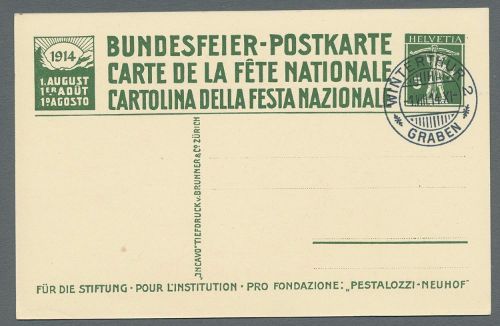 1914
1. AUGUST
1ER AOÛT
1º AGOSTO
BUNDESFEIER-POSTKARTE
CARTE DE LA FÊTE NATIONALE
CARTOLINA DELLA FESTA NAZIONALE
HELVETIA
WINTERTHUR 2
GRABEN
"INCAVO" TIEFDRUCK v. BRUNNER & Cº ZÜRICH
FÜR DIE STIFTUNG · POUR L'INSTITUTION · PRO FONDAZIONE: „PESTALOZZI-NEUHOF"